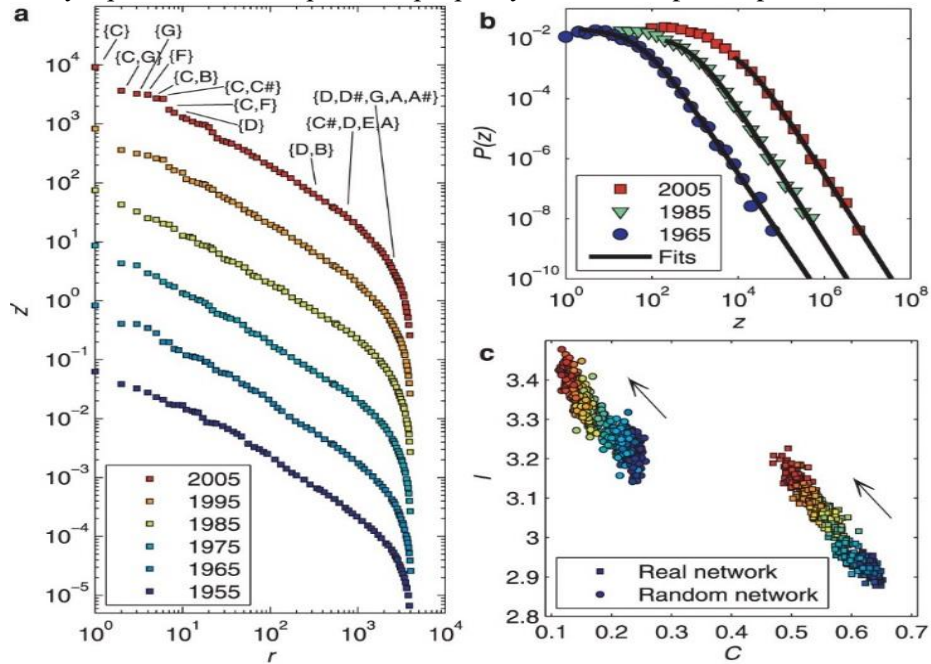 a
{C}
{G}
{C,G}
{F}
{C,B}
{C,C#}
{C,F}
{D}
{D,D#,G,A,A#}
{C#,D,E,A}
{D,B}
10^4
10^3
10^2
10^1
10^0
10^-1
10^-2
10^-3
10^-4
10^-5
z'
2005
1995
1985
1975
1965
1955
10^0 10^1 10^2 10^3 10^4
r
b
10^-2
10^-4
10^-6
10^-8
10^-10
P(z)
2005
1985
1965
Fits
10^0 10^2 10^4 10^6 10^8
z
c
3.4
3.3
3.2
3.1
3
2.9
2.8
l
Real network
Random network
0.1 0.2 0.3 0.4 0.5 0.6 0.7
C